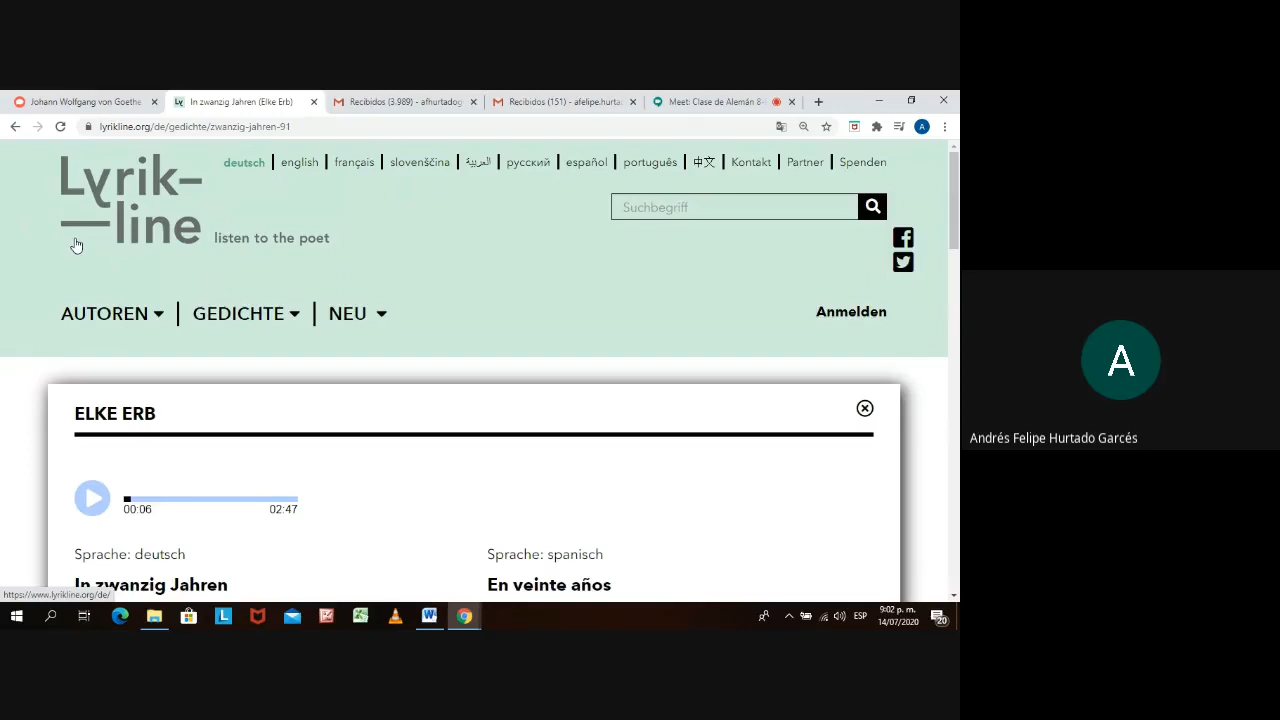 Johann Wolfgang von Goethe
In zwanzig Jahren (Elke Erb)
Recibidos (3.989) - afhurtadog
Recibidos (151) - afelipe.hurta
Meet: Clase de Alemán 8-
lyrikline.org/de/gedichte/zwanzig-jahren-91
A
deutsch | english | français | slovenščina | العربية | русский | español | português | 中文 | Kontakt | Partner | Spenden
Lyrik-
—line
listen to the poet
Suchbegriff
AUTOREN | GEDICHTE | NEU
Anmelden
ELKE ERB
00:06 02:47
Sprache: deutsch
Sprache: spanisch
In zwanzig Jahren
En veinte años
https://www.lyrikline.org/de/
L
W
ESP
9:02 p. m.
14/07/2020
20
A
Andrés Felipe Hurtado Garcés